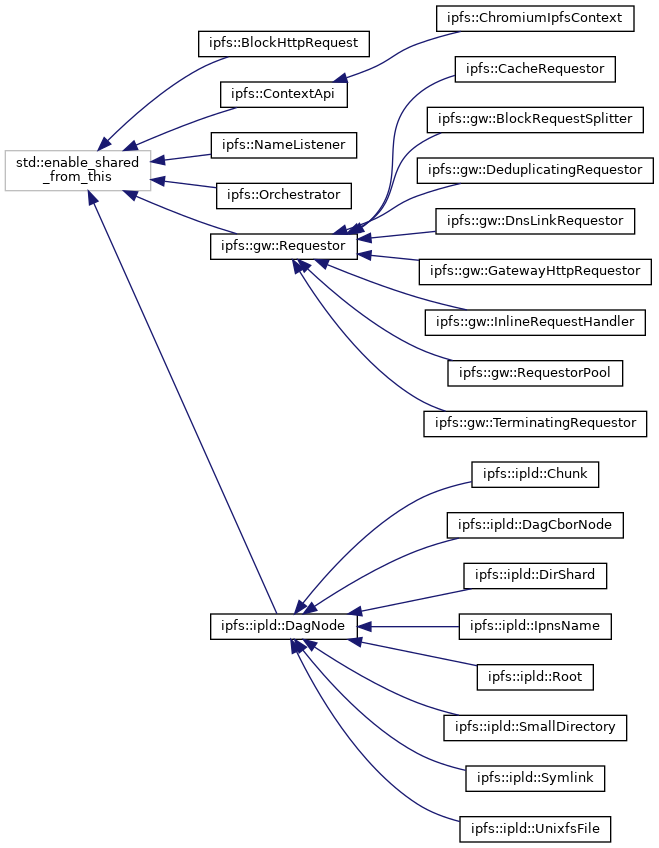 std::enable_shared
_from_this
ipfs::BlockHttpRequest
ipfs::ContextApi
ipfs::NameListener
ipfs::Orchestrator
ipfs::gw::Requestor
ipfs::ipld::DagNode
ipfs::ChromiumIpfsContext
ipfs::CacheRequestor
ipfs::gw::BlockRequestSplitter
ipfs::gw::DeduplicatingRequestor
ipfs::gw::DnsLinkRequestor
ipfs::gw::GatewayHttpRequestor
ipfs::gw::InlineRequestHandler
ipfs::gw::RequestorPool
ipfs::gw::TerminatingRequestor
ipfs::ipld::Chunk
ipfs::ipld::DagCborNode
ipfs::ipld::DirShard
ipfs::ipld::IpnsName
ipfs::ipld::Root
ipfs::ipld::SmallDirectory
ipfs::ipld::Symlink
ipfs::ipld::UnixfsFile